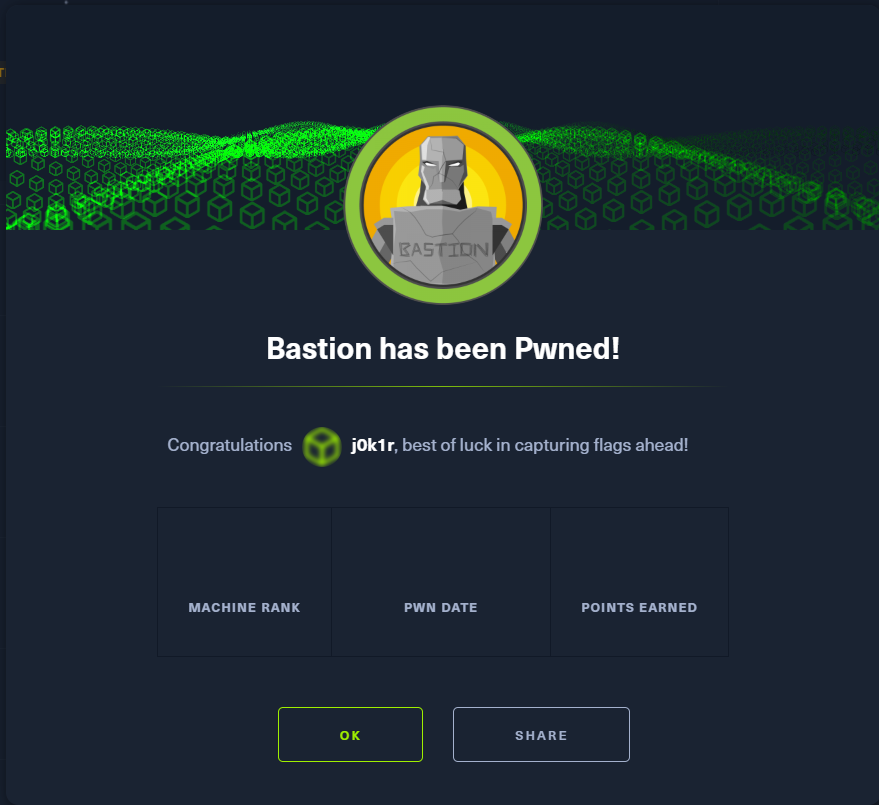 BASTION
Bastion has been Pwned!
Congratulations j0k1r, best of luck in capturing flags ahead!
MACHINE RANK PWN DATE POINTS EARNED
OK SHARE